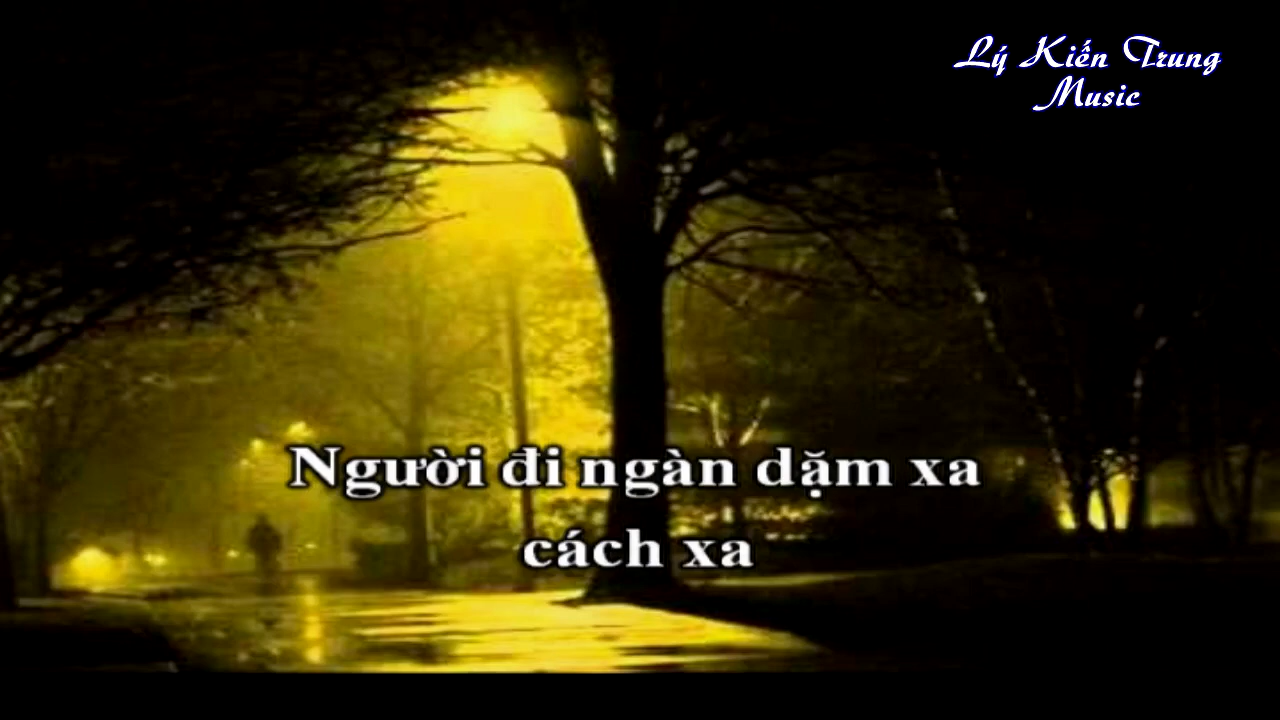 Lý Kiến Trung
Music
Người đi ngàn dặm xa
cách xa